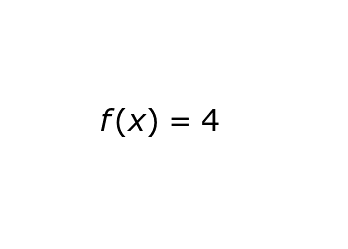 f(x) = 4